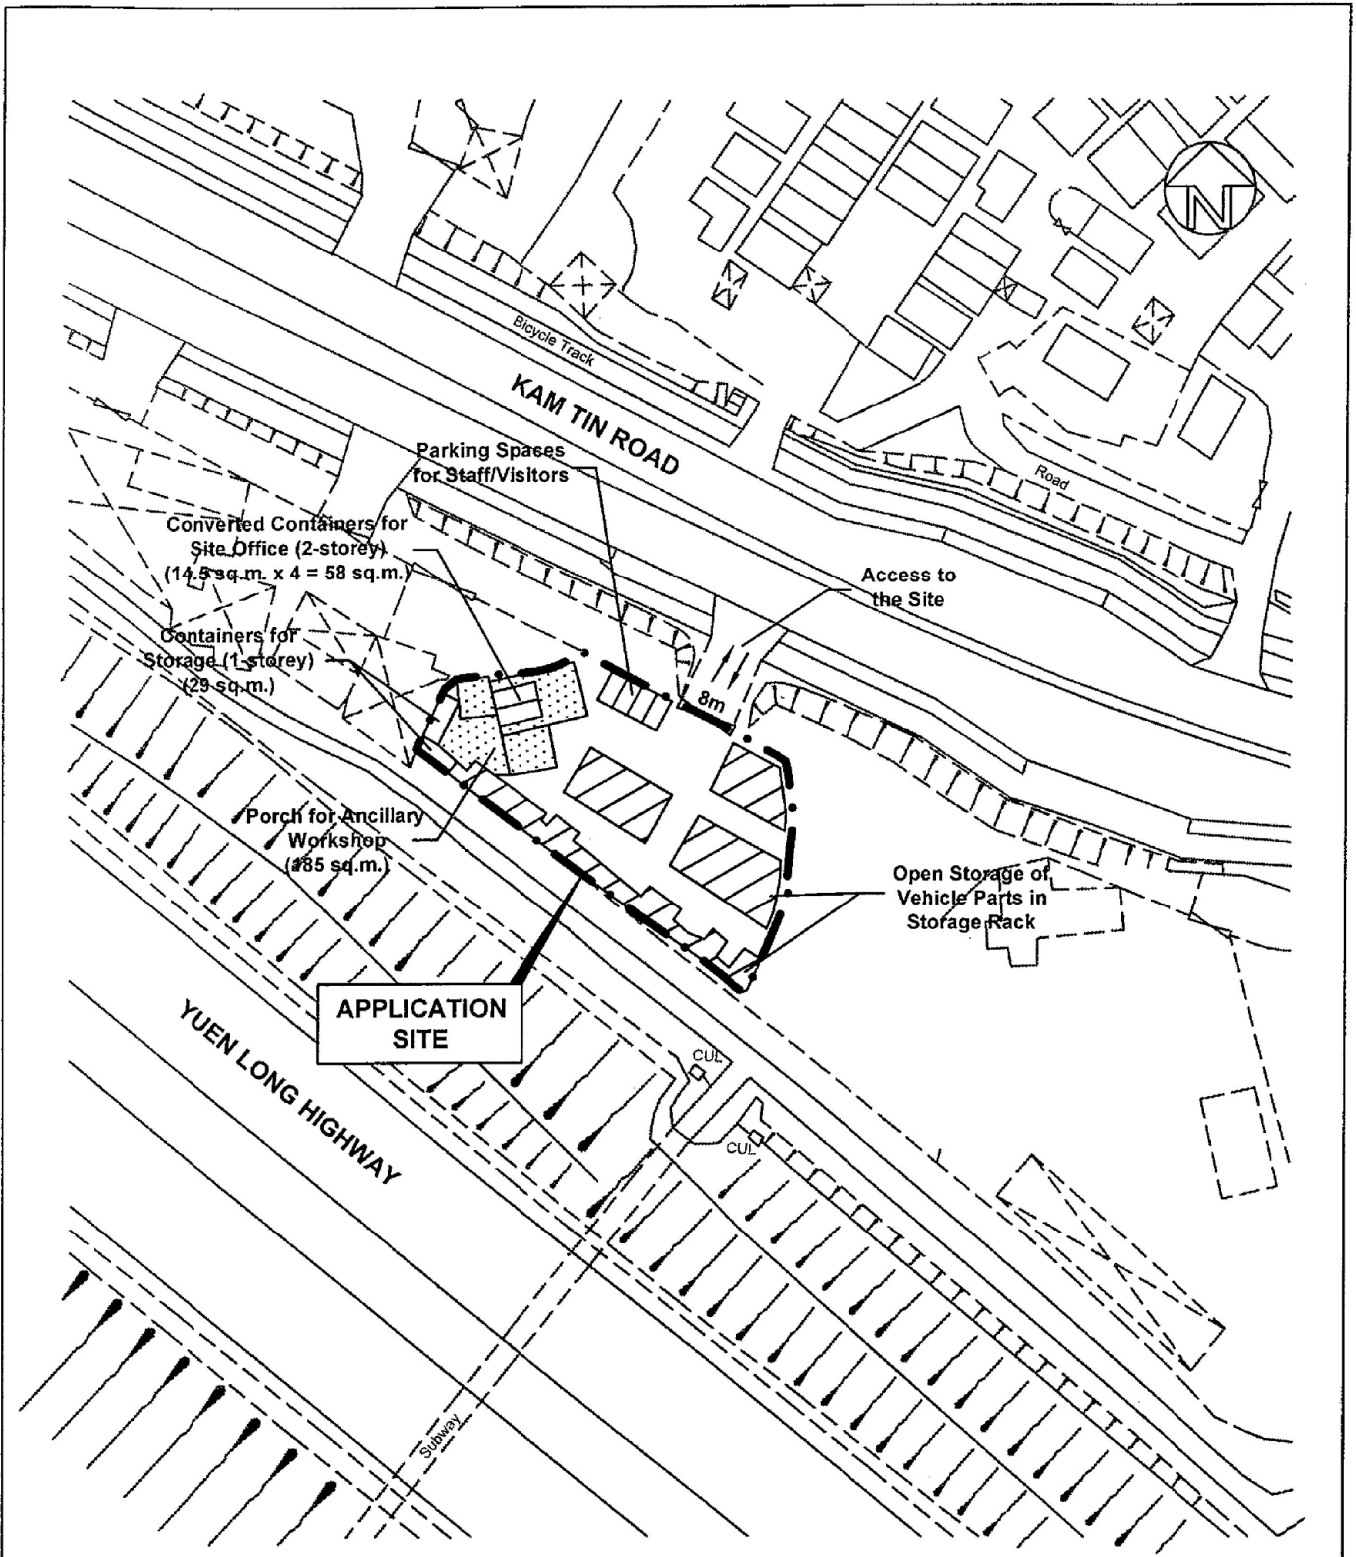 N
Bicycle Track
KAM TIN ROAD
Parking Spaces
for Staff/Visitors
Road
Converted Containers for
Site Office (2-storey)
(14.5 sq.m. x 4 = 58 sq.m.)
Access to
the Site
Containers for
Storage (1-storey)
(29 sq.m.)
8m
Porch for Ancillary
Workshop
(185 sq.m.)
Open Storage of
Vehicle Parts in
Storage Rack
APPLICATION
SITE
YUEN LONG HIGHWAY
CUL
CUL
Subway